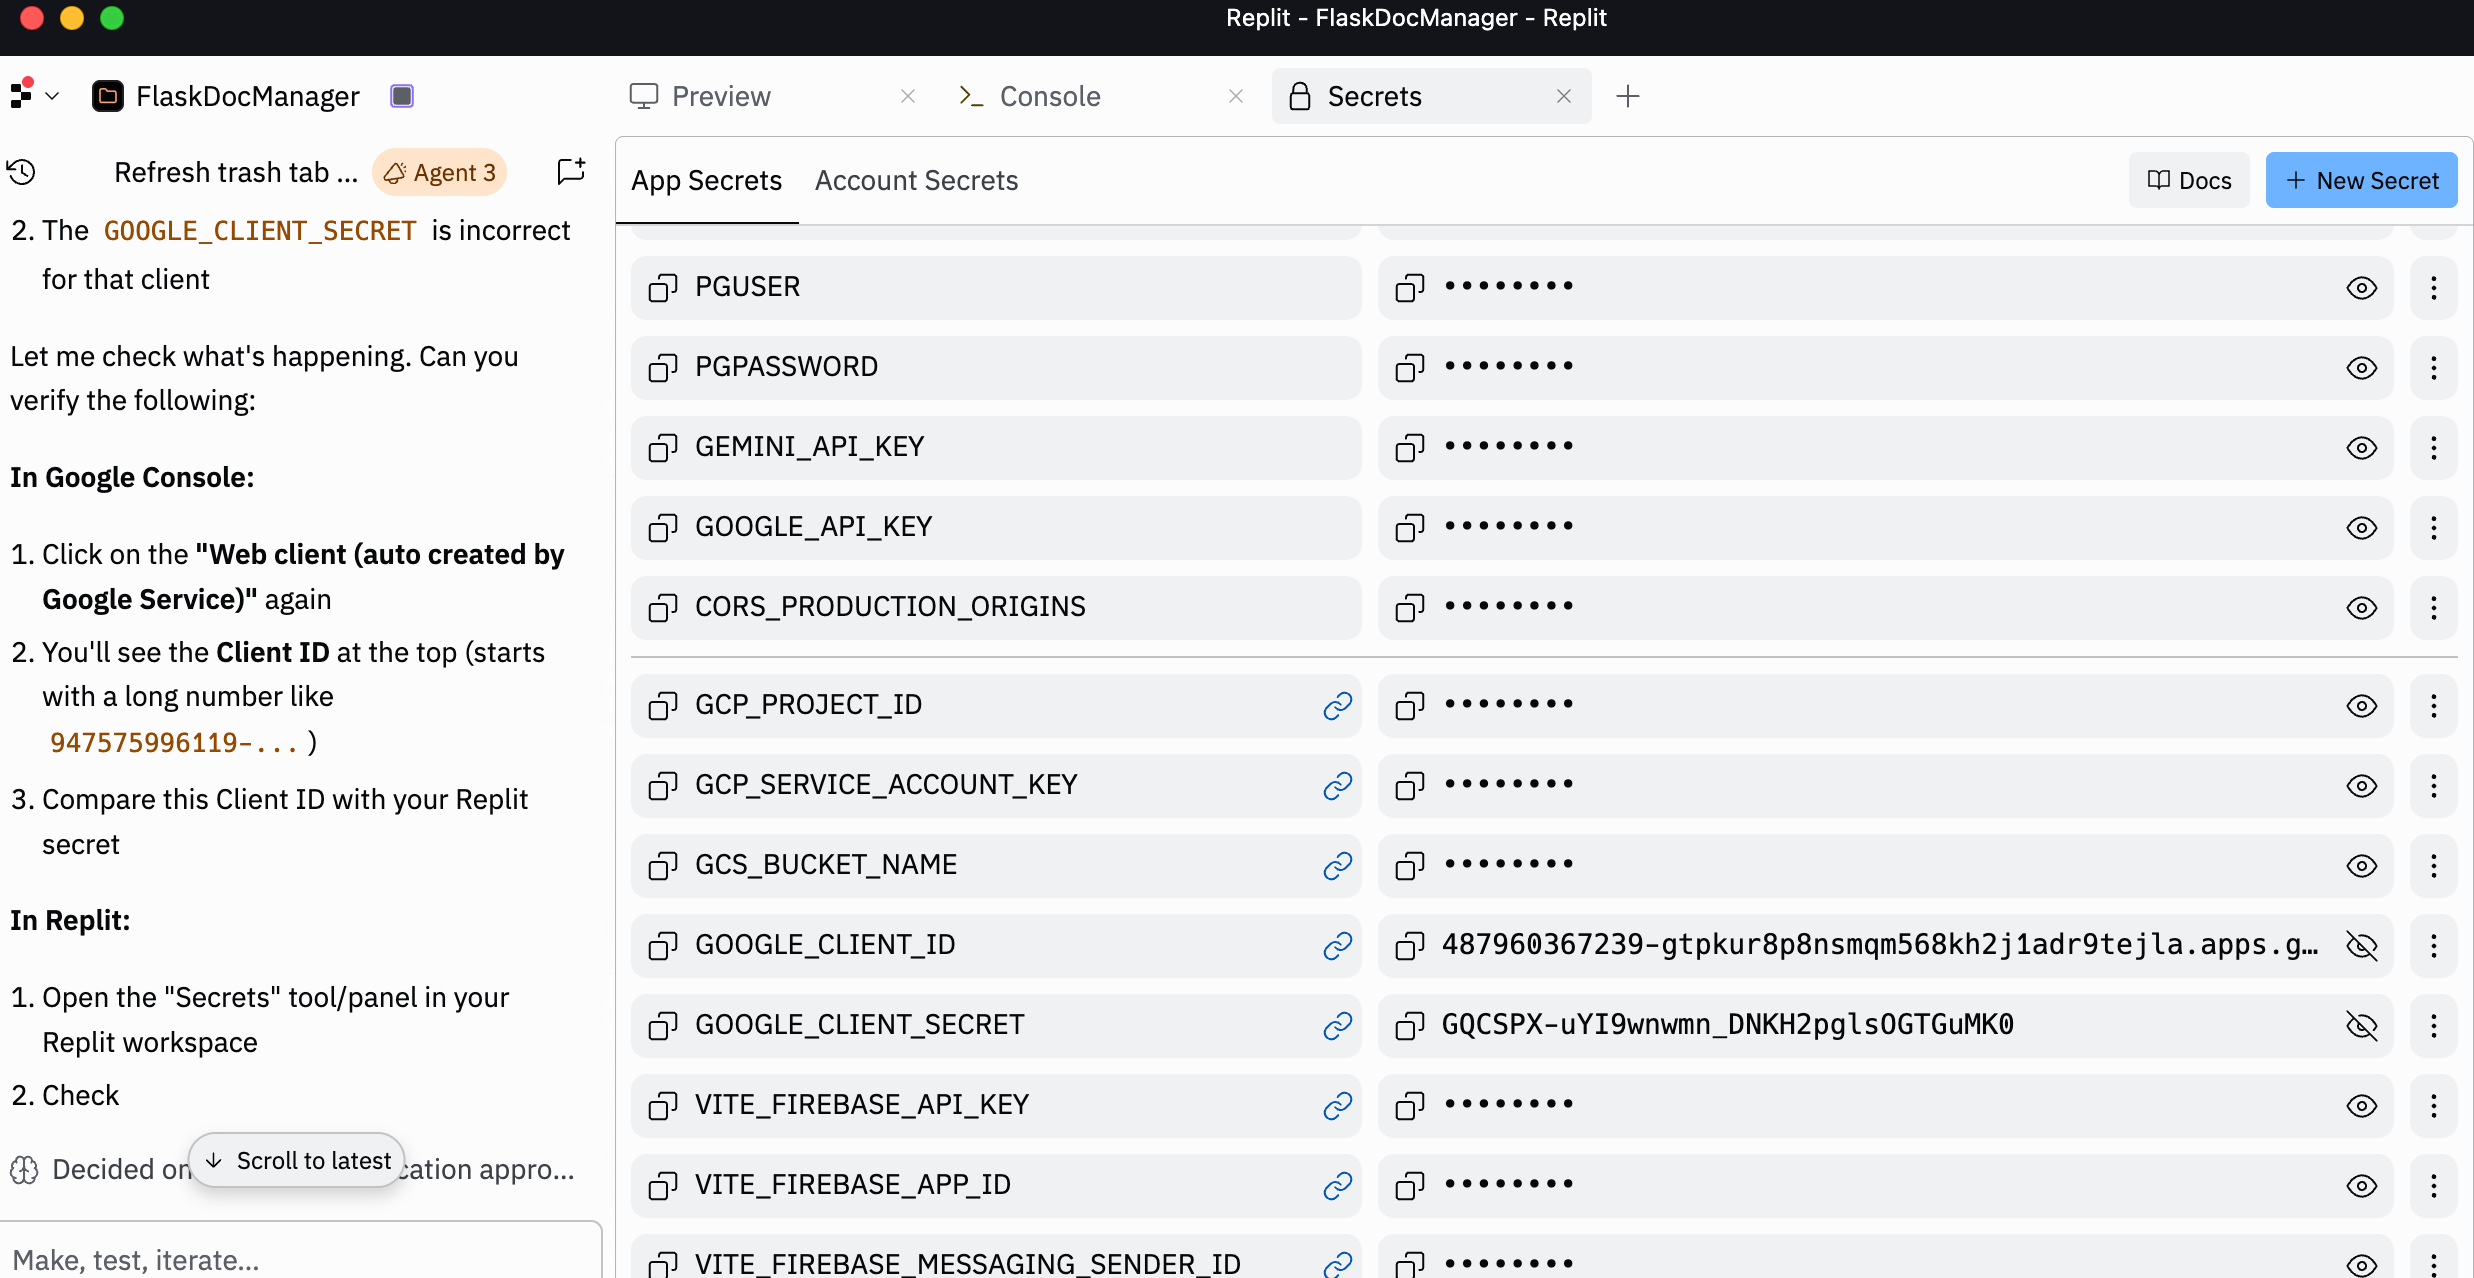 Replit - FlaskDocManager - Replit
FlaskDocManager
Preview
Console
Secrets
Refresh trash tab ...
Agent 3
2. The GOOGLE_CLIENT_SECRET is incorrect
for that client
Let me check what's happening. Can you
verify the following:
In Google Console:
1. Click on the "Web client (auto created by
Google Service)" again
2. You'll see the Client ID at the top (starts
with a long number like
947575996119-... )
3. Compare this Client ID with your Replit
secret
In Replit:
1. Open the "Secrets" tool/panel in your
Replit workspace
2. Check
Decided on
cation appro...
Scroll to latest
Make, test, iterate...
App Secrets
Account Secrets
Docs
+ New Secret
PGUSER ••••••••
PGPASSWORD ••••••••
GEMINI_API_KEY ••••••••
GOOGLE_API_KEY ••••••••
CORS_PRODUCTION_ORIGINS ••••••••
GCP_PROJECT_ID ••••••••
GCP_SERVICE_ACCOUNT_KEY ••••••••
GCS_BUCKET_NAME ••••••••
GOOGLE_CLIENT_ID 487960367239-gtpkur8p8nsmqm568kh2j1adr9tejla.apps.g…
GOOGLE_CLIENT_SECRET GQCSPX-uYI9wnwmn_DNKH2pglsOGTGuMK0
VITE_FIREBASE_API_KEY ••••••••
VITE_FIREBASE_APP_ID ••••••••
VITE_FIREBASE_MESSAGING_SENDER_ID ••••••••